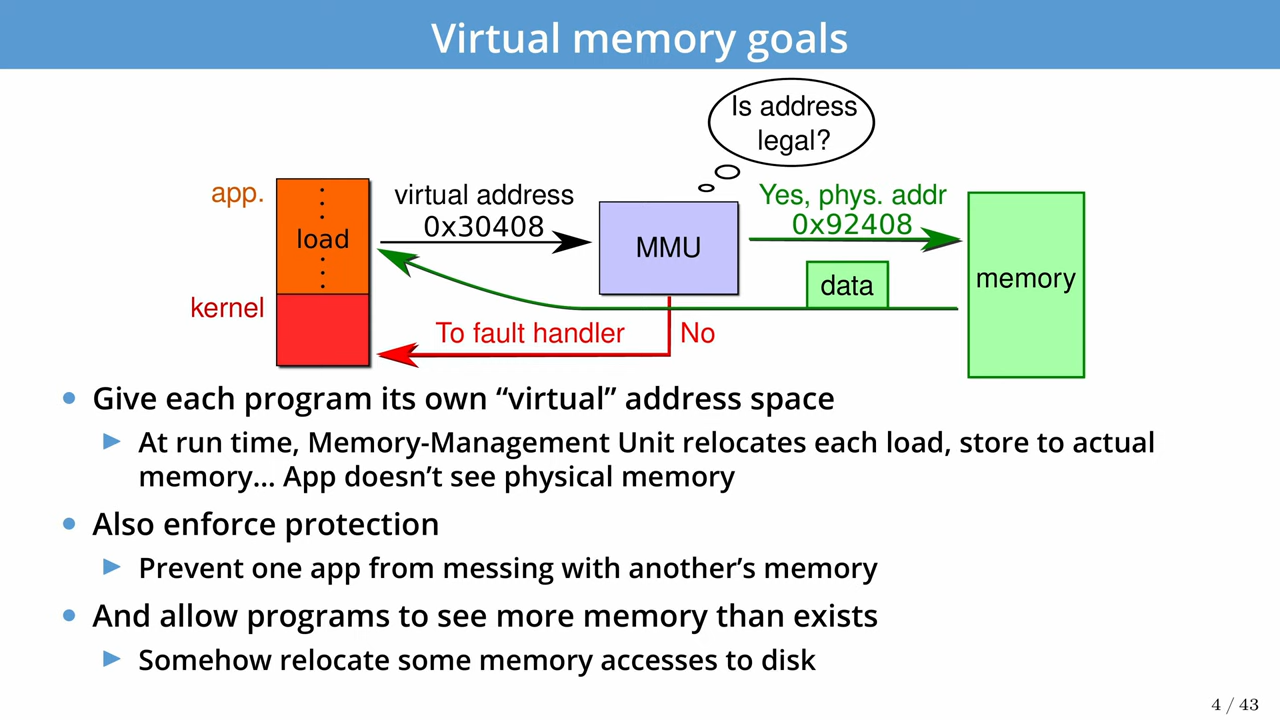 Virtual memory goals
Is address
legal?
app.
virtual address
0x30408
Yes, phys. addr
0x92408
load
MMU
memory
data
kernel
To fault handler
No
• Give each program its own “virtual” address space
▶ At run time, Memory-Management Unit relocates each load, store to actual
memory... App doesn’t see physical memory
• Also enforce protection
▶ Prevent one app from messing with another’s memory
• And allow programs to see more memory than exists
▶ Somehow relocate some memory accesses to disk
4 / 43